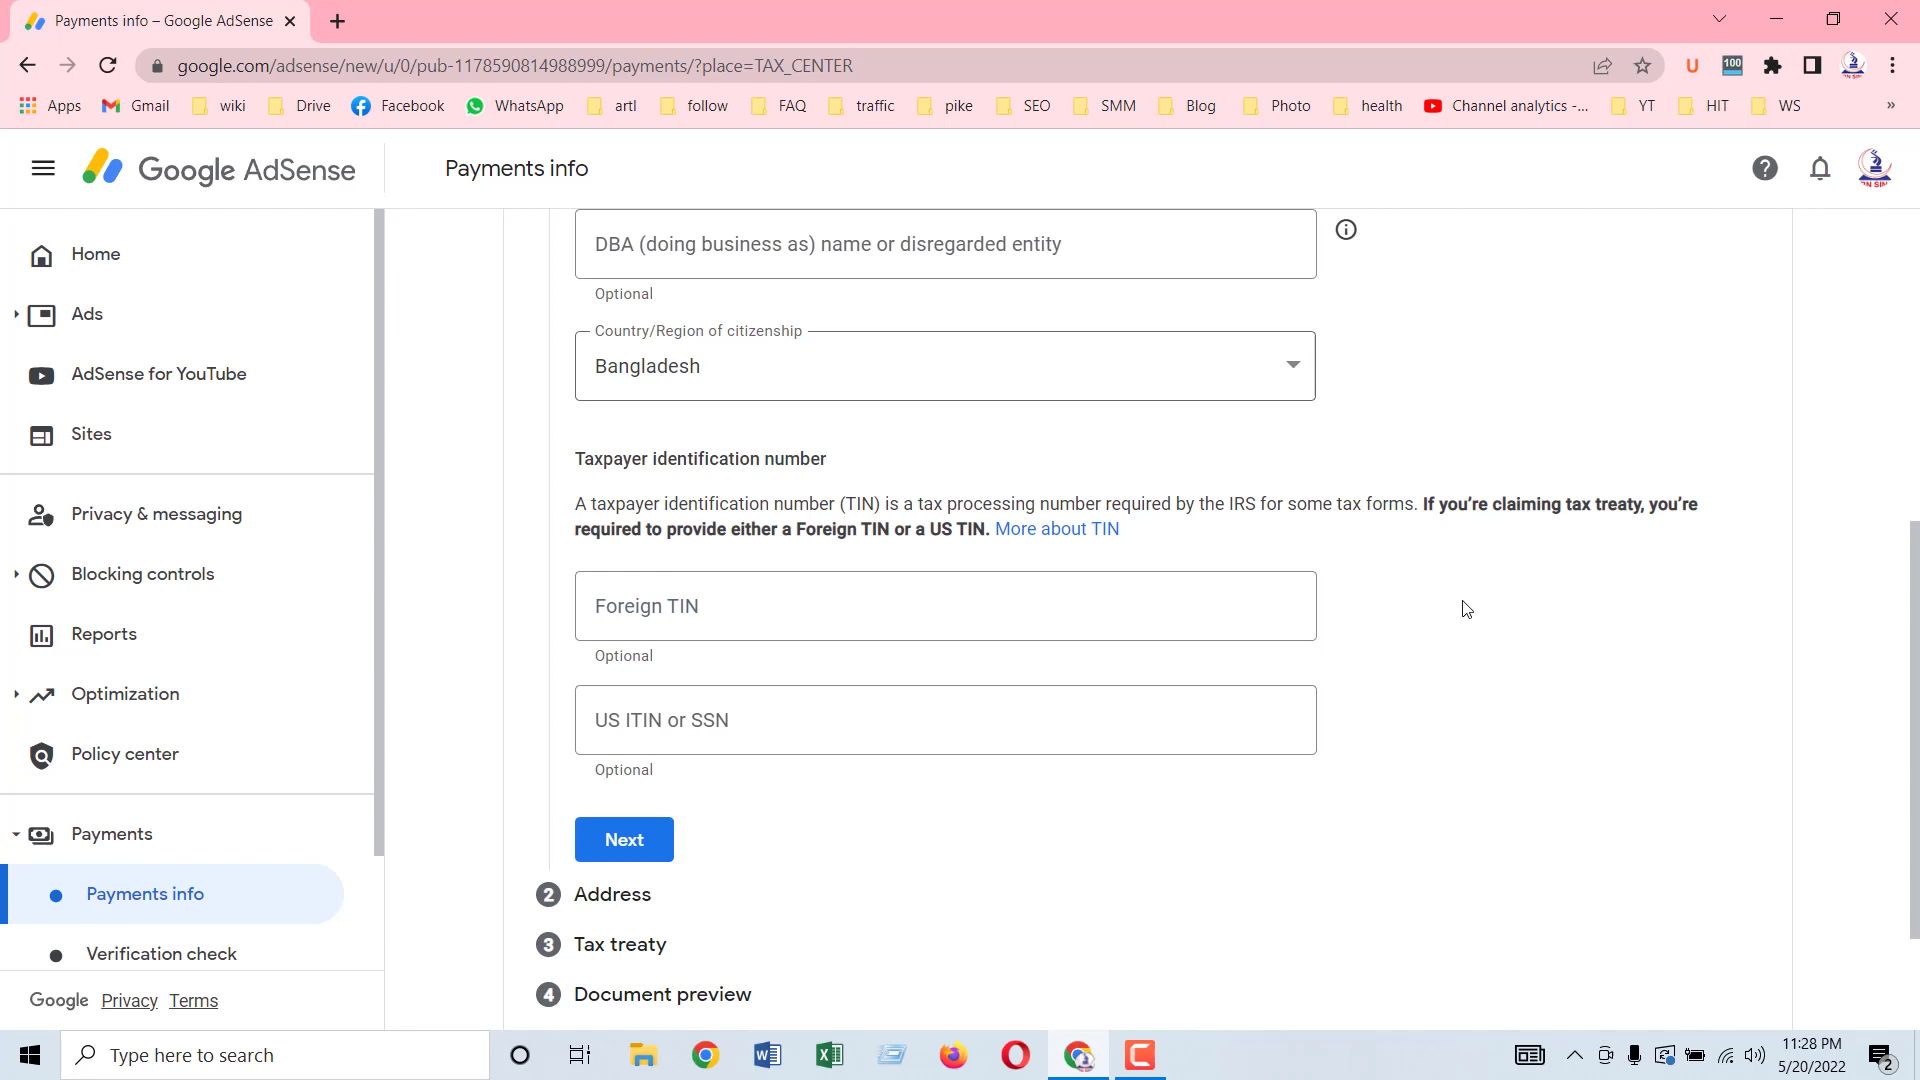 Payments info – Google AdSense
google.com/adsense/new/u/0/pub-1178590814988999/payments/?place=TAX_CENTER
100
Apps Gmail wiki Drive Facebook WhatsApp artl follow FAQ traffic pike SEO SMM Blog Photo health Channel analytics -... YT HIT WS »
Google AdSense
Payments info
Home
Ads
AdSense for YouTube
Sites
Privacy & messaging
Blocking controls
Reports
Optimization
Policy center
Payments
Payments info
Verification check
Google Privacy Terms
DBA (doing business as) name or disregarded entity
Optional
Country/Region of citizenship
Bangladesh
Taxpayer identification number
A taxpayer identification number (TIN) is a tax processing number required by the IRS for some tax forms. If you’re claiming tax treaty, you’re
required to provide either a Foreign TIN or a US TIN. More about TIN
Foreign TIN
Optional
US ITIN or SSN
Optional
Next
2 Address
3 Tax treaty
4 Document preview
Type here to search
11:28 PM
5/20/2022
2